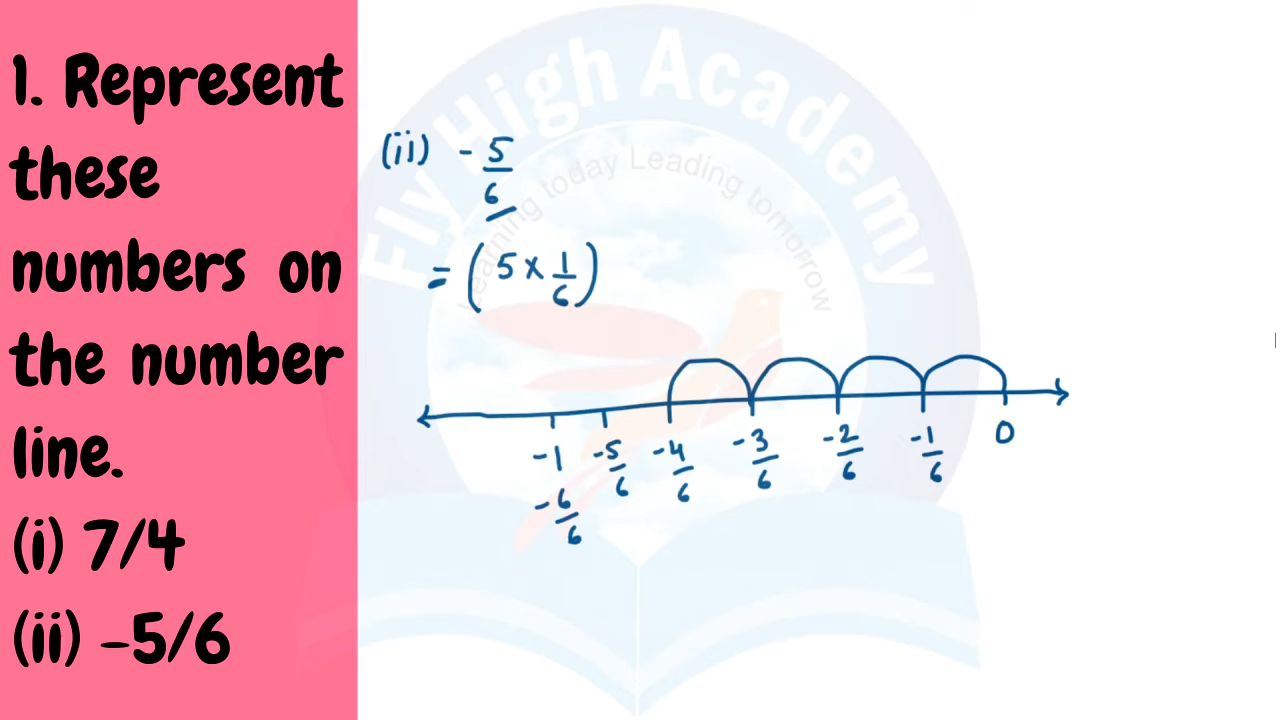 1. Represent
these
numbers on
the number
line.
(i) 7/4
(ii) -5/6
Fly High Academy
Learning today Leading tomorrow
(ii) -5/6
= (5 × 1/6)
-1 -5/6 -4/6 -3/6 -2/6 -1/6 0
-6/6